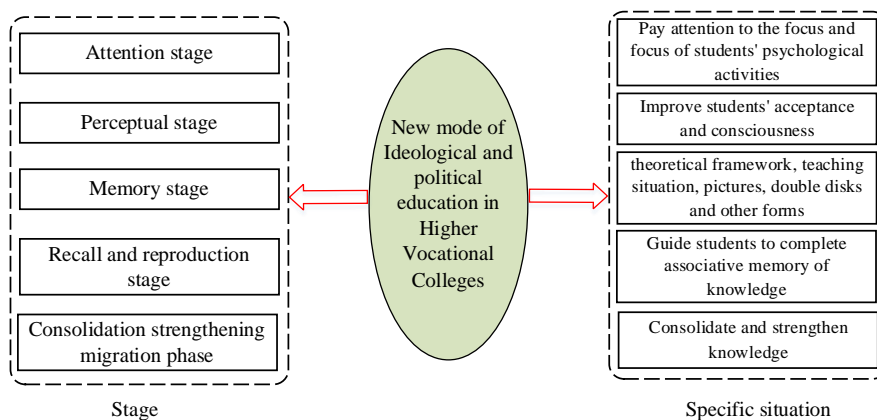 Attention stage
Perceptual stage
Memory stage
Recall and reproduction
stage
Consolidation strengthening
migration phase
Stage
New mode of
Ideological and
political
education in
Higher
Vocational
Colleges
Pay attention to the focus and
focus of students' psychological
activities
Improve students' acceptance
and consciousness
theoretical framework, teaching
situation, pictures, double disks
and other forms
Guide students to complete
associative memory of
knowledge
Consolidate and strengthen
knowledge
Specific situation